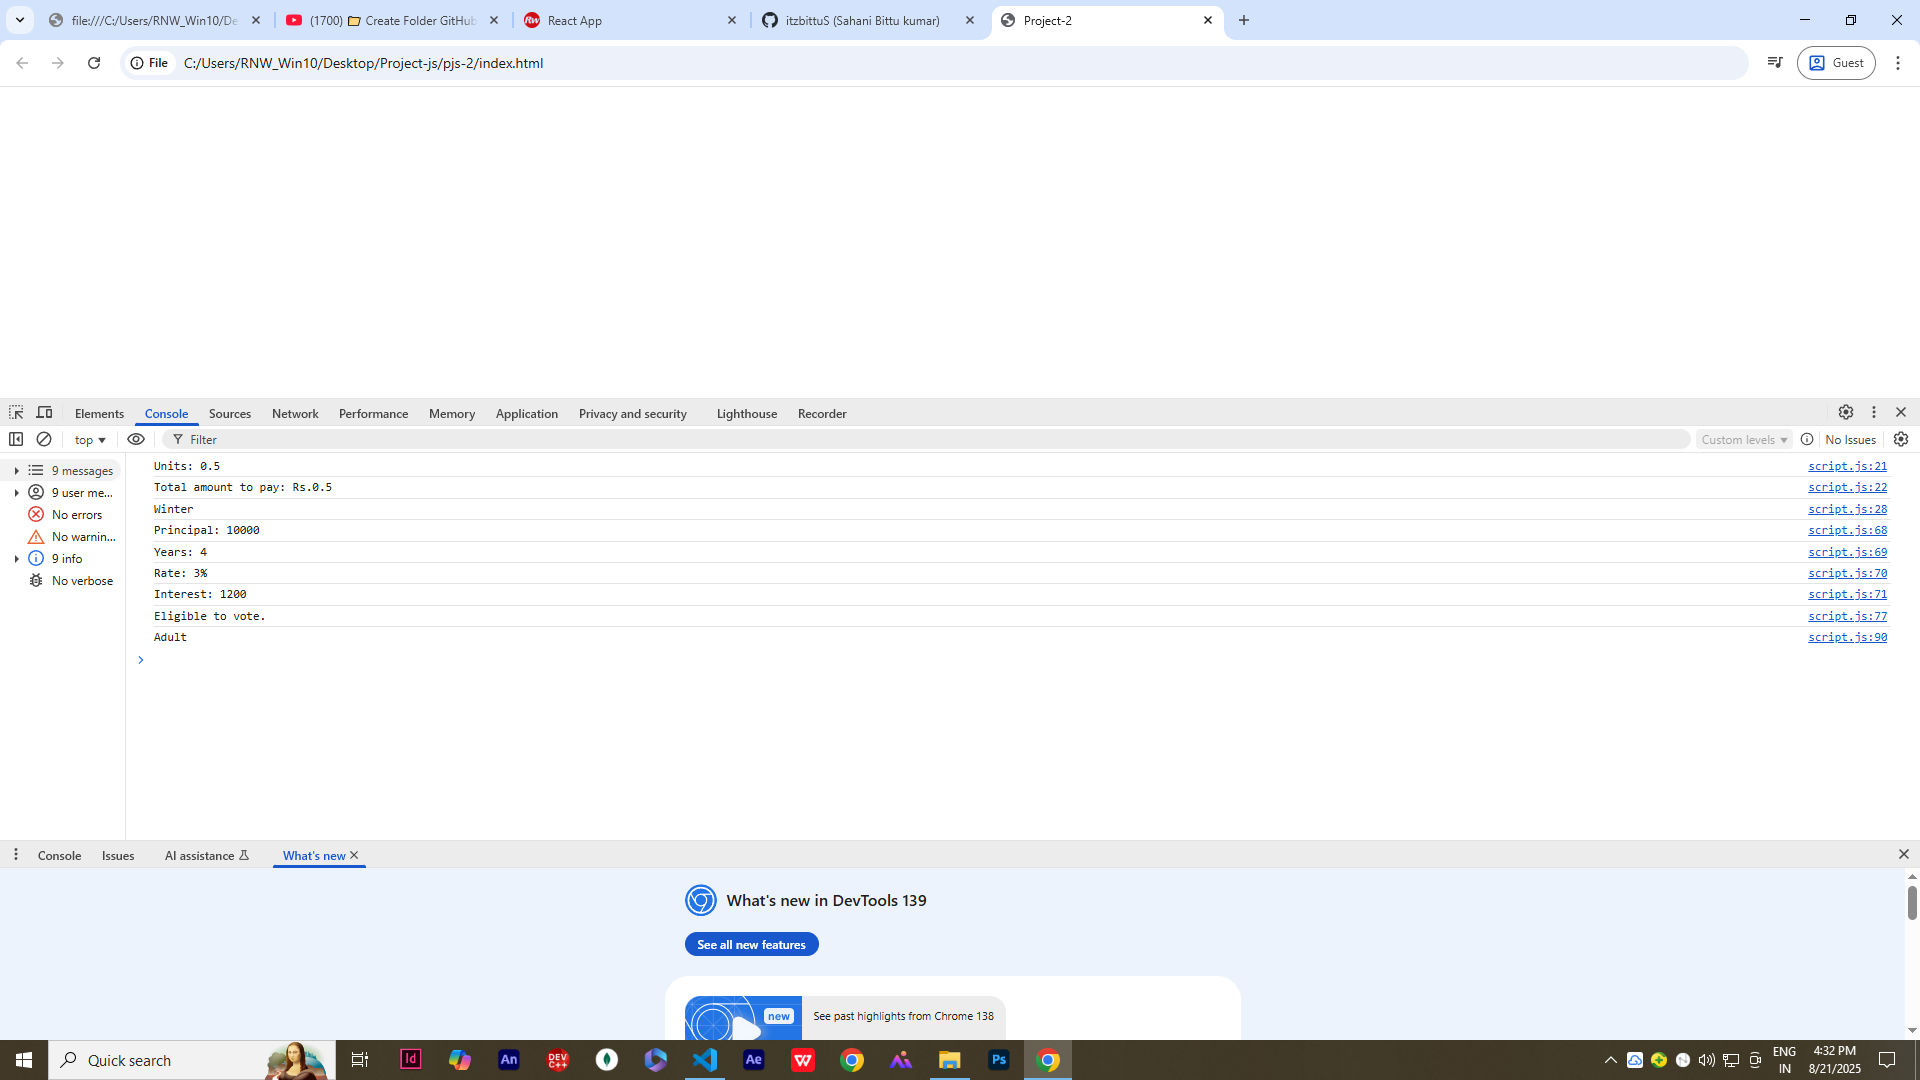 file:///C:/Users/RNW_Win10/De
(1700) 📁 Create Folder GitHub
React App
itzbittuS (Sahani Bittu kumar)
Project-2
File
C:/Users/RNW_Win10/Desktop/Project-js/pjs-2/index.html
Guest
Elements
Console
Sources
Network
Performance
Memory
Application
Privacy and security
Lighthouse
Recorder
top
Filter
Custom levels
No Issues
9 messages
9 user me...
No errors
No warnin...
9 info
No verbose
Units: 0.5 script.js:21
Total amount to pay: Rs.0.5 script.js:22
Winter script.js:28
Principal: 10000 script.js:68
Years: 4 script.js:69
Rate: 3% script.js:70
Interest: 1200 script.js:71
Eligible to vote. script.js:77
Adult script.js:90
Console
Issues
AI assistance
What's new
What's new in DevTools 139
See all new features
new
See past highlights from Chrome 138
Quick search
Id
An
DEV
C++
W
Ae
Ps
ENG
IN
4:32 PM
8/21/2025